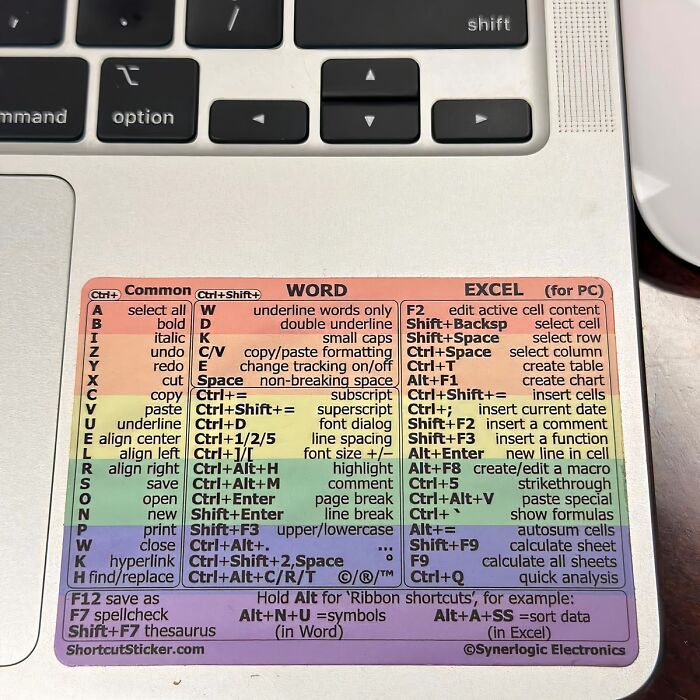 shift
mmand
option
Ctrl+ Common
A select all
B bold
I italic
Z undo
Y redo
X cut
C copy
V paste
U underline
E align center
L align left
R align right
S save
O open
N new
P print
W close
K hyperlink
H find/replace
Ctrl+Shift+ WORD
W underline words only
D double underline
K small caps
C/V copy/paste formatting
E change tracking on/off
Space non-breaking space
Ctrl+= subscript
Ctrl+Shift+= superscript
Ctrl+D font dialog
Ctrl+1/2/5 line spacing
Ctrl+]/[ font size +/–
Ctrl+Alt+H highlight
Ctrl+Alt+M comment
Ctrl+Enter page break
Shift+Enter line break
Shift+F3 upper/lowercase
Ctrl+Alt+. ...
Ctrl+Shift+2,Space °
Ctrl+Alt+C/R/T ©/®/™
EXCEL (for PC)
F2 edit active cell content
Shift+Backsp select cell
Shift+Space select row
Ctrl+Space select column
Ctrl+T create table
Alt+F1 create chart
Ctrl+Shift+= insert cells
Ctrl+; insert current date
Shift+F2 insert a comment
Shift+F3 insert a function
Alt+Enter new line in cell
Alt+F8 create/edit a macro
Ctrl+5 strikethrough
Ctrl+Alt+V paste special
Ctrl+` show formulas
Alt+= autosum cells
Shift+F9 calculate sheet
F9 calculate all sheets
Ctrl+Q quick analysis
F12 save as
F7 spellcheck
Shift+F7 thesaurus
Hold Alt for 'Ribbon shortcuts', for example:
Alt+N+U =symbols
(in Word)
Alt+A+SS =sort data
(in Excel)
ShortcutSticker.com
©Synerlogic Electronics